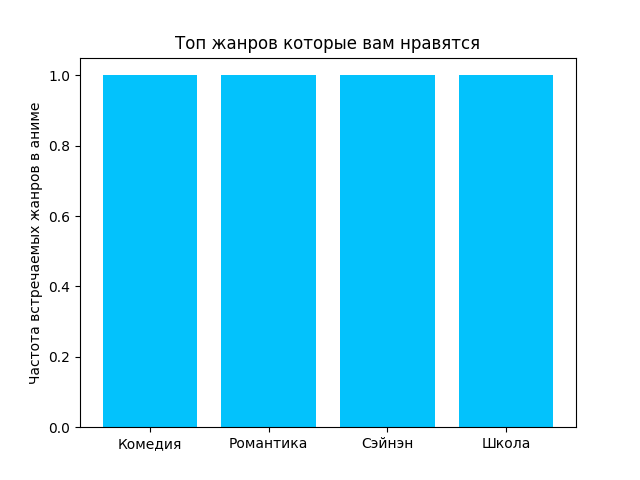 Топ жанров которые вам нравятся
Частота встречаемых жанров в аниме
1.0
0.8
0.6
0.4
0.2
0.0
Комедия Романтика Сэйнэн Школа